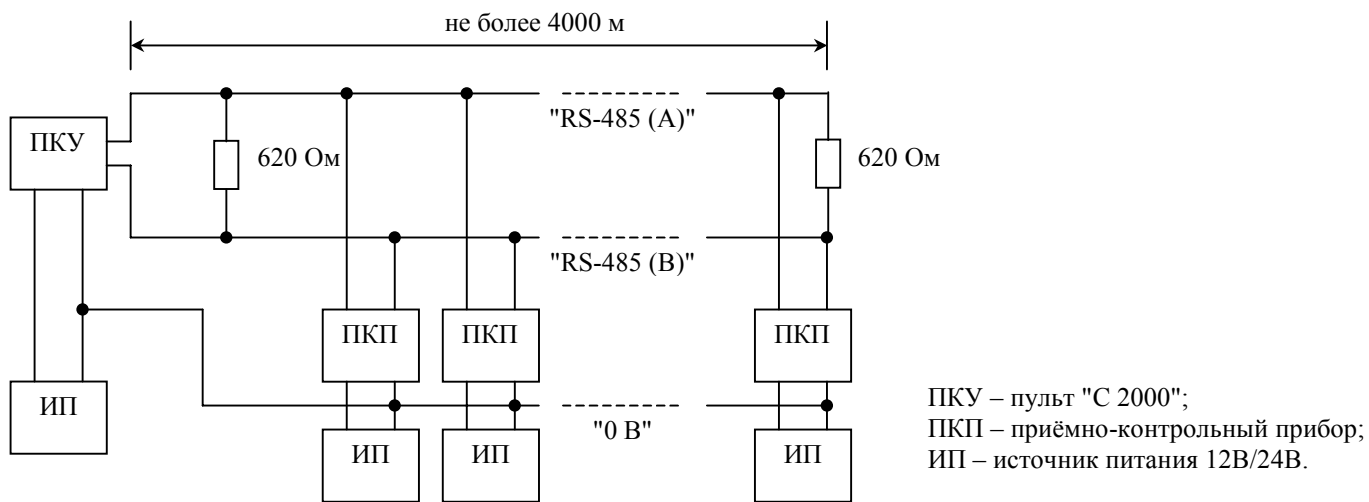 не более 4000 м
"RS-485 (А)"
ПКУ
620 Ом
620 Ом
"RS-485 (В)"
ПКП
ПКП
ПКП
ИП
"0 В"
ИП
ИП
ИП
ПКУ – пульт "С 2000";
ПКП – приёмно-контрольный прибор;
ИП – источник питания 12В/24В.